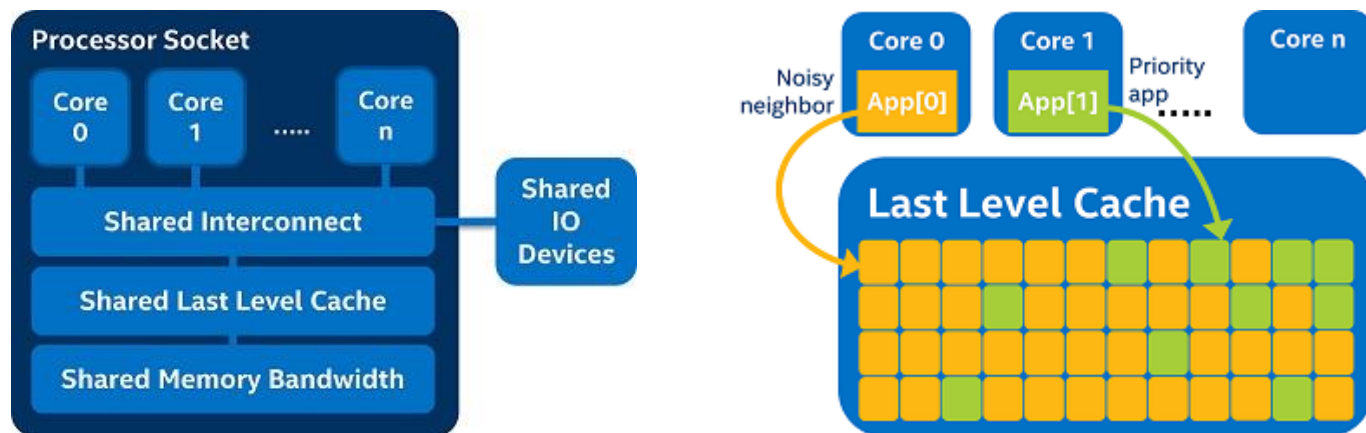 Processor Socket
Core
0
Core
1
.....
Core
n
Shared Interconnect
Shared
IO
Devices
Shared Last Level Cache
Shared Memory Bandwidth
Core 0
App[0]
Noisy
neighbor
Core 1
App[1]
Priority
app
.....
Core n
Last Level Cache